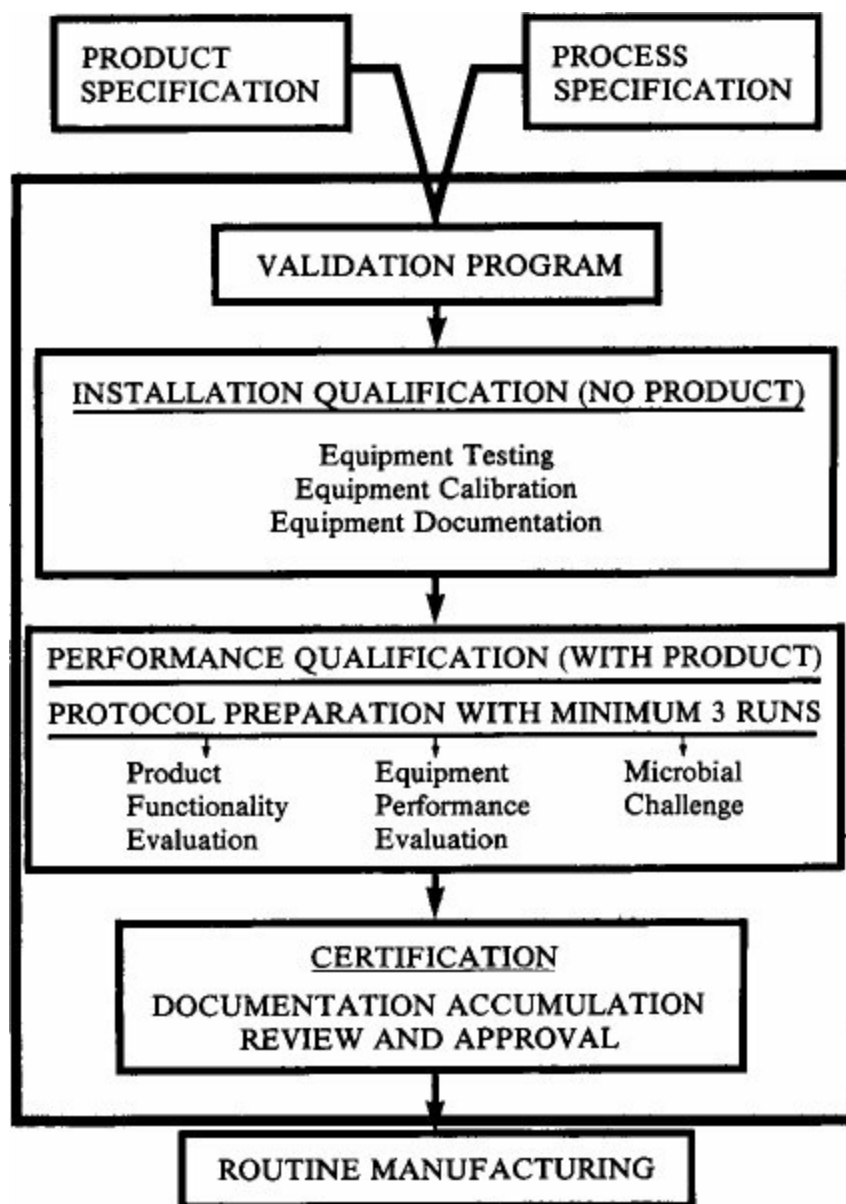 PRODUCT
SPECIFICATION
PROCESS
SPECIFICATION
VALIDATION PROGRAM
INSTALLATION QUALIFICATION (NO PRODUCT)
Equipment Testing
Equipment Calibration
Equipment Documentation
PERFORMANCE QUALIFICATION (WITH PRODUCT)
PROTOCOL PREPARATION WITH MINIMUM 3 RUNS
Product
Functionality
Evaluation
Equipment
Performance
Evaluation
Microbial
Challenge
CERTIFICATION
DOCUMENTATION ACCUMULATION
REVIEW AND APPROVAL
ROUTINE MANUFACTURING